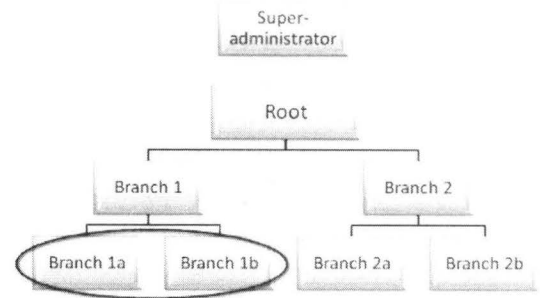 Super-
administrator
Root
Branch 1
Branch 2
Branch 1a
Branch 1b
Branch 2a
Branch 2b